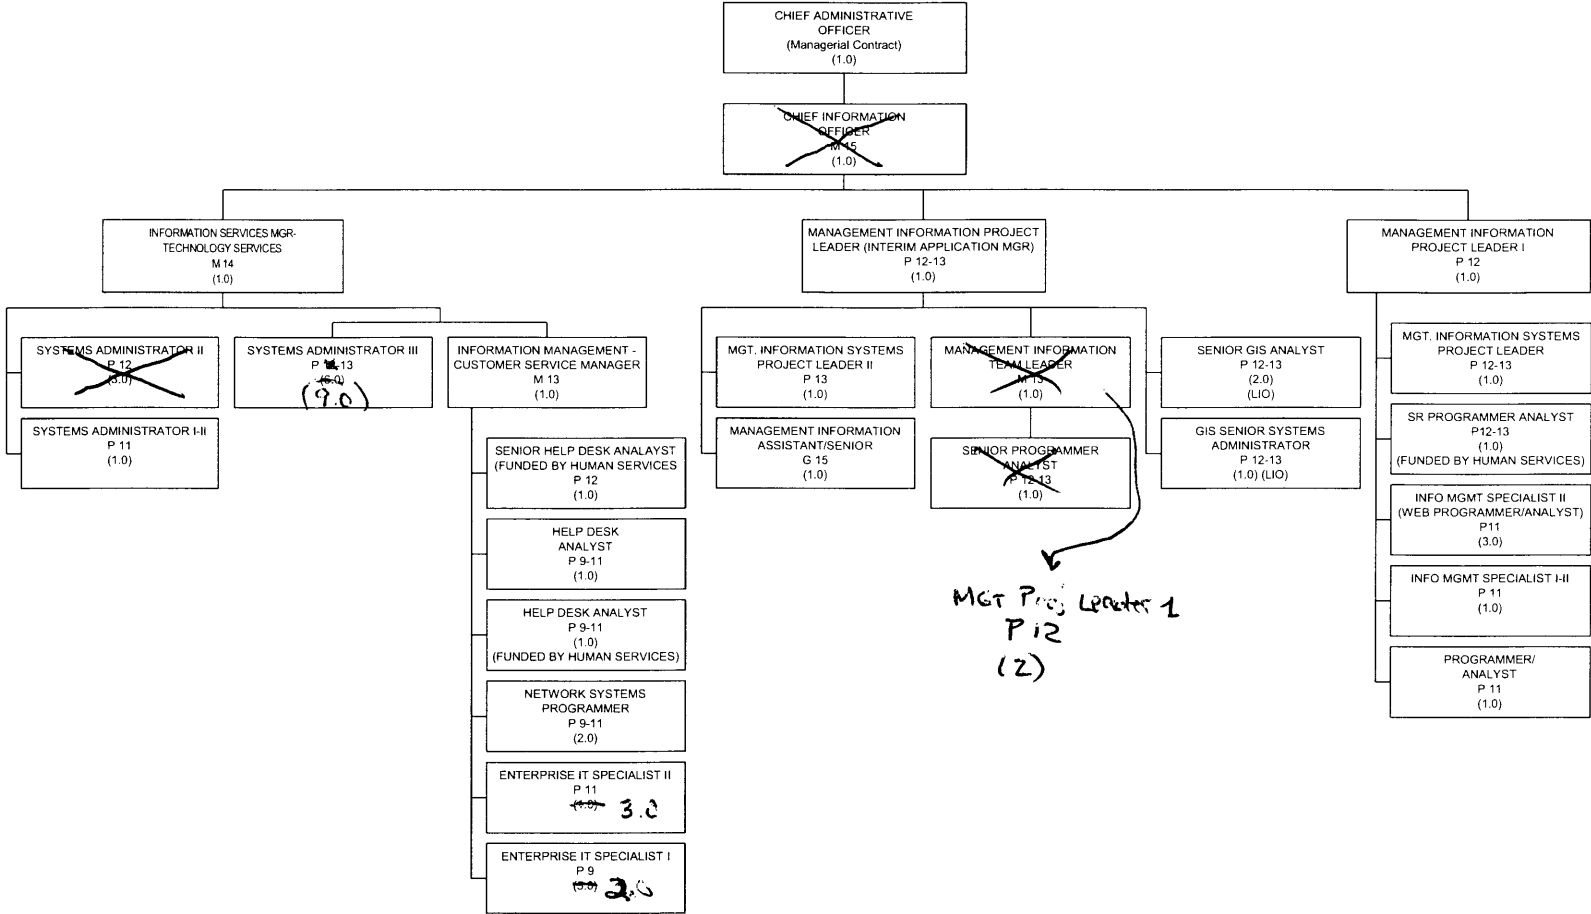 CHIEF ADMINISTRATIVE
OFFICER
(Managerial Contract)
(1.0)
CHIEF INFORMATION
OFFICER
M 15
(1.0)
INFORMATION SERVICES MGR-
TECHNOLOGY SERVICES
M 14
(1.0)
MANAGEMENT INFORMATION PROJECT
LEADER (INTERIM APPLICATION MGR)
P 12-13
(1.0)
MANAGEMENT INFORMATION
PROJECT LEADER I
P 12
(1.0)
SYSTEMS ADMINISTRATOR II
P 12
(3.0)
SYSTEMS ADMINISTRATOR I-II
P 11
(1.0)
SYSTEMS ADMINISTRATOR III
P -13
(6.0)
(9.0)
INFORMATION MANAGEMENT -
CUSTOMER SERVICE MANAGER
M 13
(1.0)
SENIOR HELP DESK ANALAYST
(FUNDED BY HUMAN SERVICES
P 12
(1.0)
HELP DESK
ANALYST
P 9-11
(1.0)
HELP DESK ANALYST
P 9-11
(1.0)
(FUNDED BY HUMAN SERVICES)
NETWORK SYSTEMS
PROGRAMMER
P 9-11
(2.0)
ENTERPRISE IT SPECIALIST II
P 11
(1.0) 3.0
ENTERPRISE IT SPECIALIST I
P 9
(5.0) 2.0
MGT. INFORMATION SYSTEMS
PROJECT LEADER II
P 13
(1.0)
MANAGEMENT INFORMATION
ASSISTANT/SENIOR
G 15
(1.0)
MANAGEMENT INFORMATION
TEAM LEADER
M 13
(1.0)
SENIOR PROGRAMMER
ANALYST
P 12-13
(1.0)
MGT Proj Leader 1
P 12
(2)
SENIOR GIS ANALYST
P 12-13
(2.0)
(LIO)
GIS SENIOR SYSTEMS
ADMINISTRATOR
P 12-13
(1.0) (LIO)
MGT. INFORMATION SYSTEMS
PROJECT LEADER
P 12-13
(1.0)
SR PROGRAMMER ANALYST
P12-13
(1.0)
(FUNDED BY HUMAN SERVICES)
INFO MGMT SPECIALIST II
(WEB PROGRAMMER/ANALYST)
P11
(3.0)
INFO MGMT SPECIALIST I-II
P 11
(1.0)
PROGRAMMER/
ANALYST
P 11
(1.0)